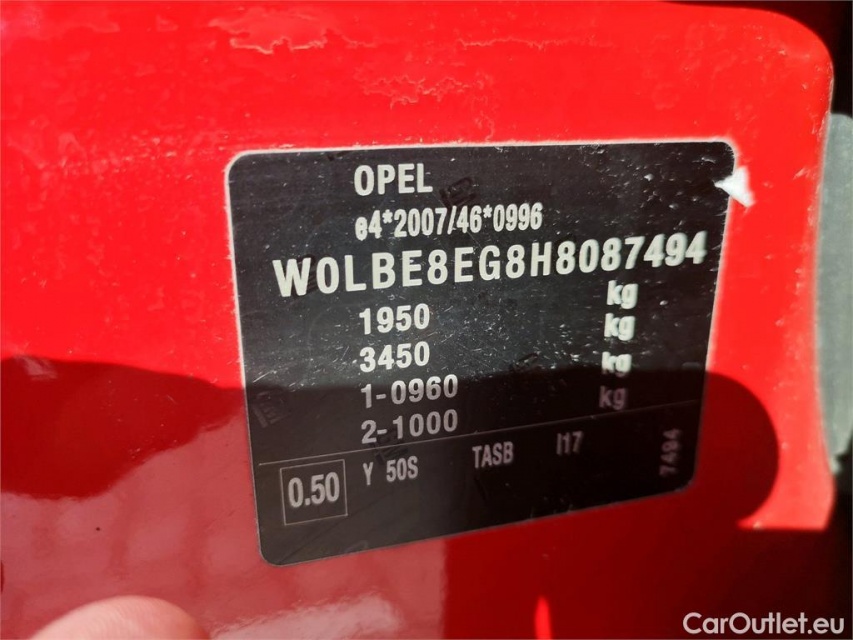 OPEL
e4*2007/46*0996
W0LBE8EG8H8087494
1950 kg
3450 kg
1-0960 kg
2-1000 kg
0.50 Y 50S TASB I17 7494
CarOutlet.eu